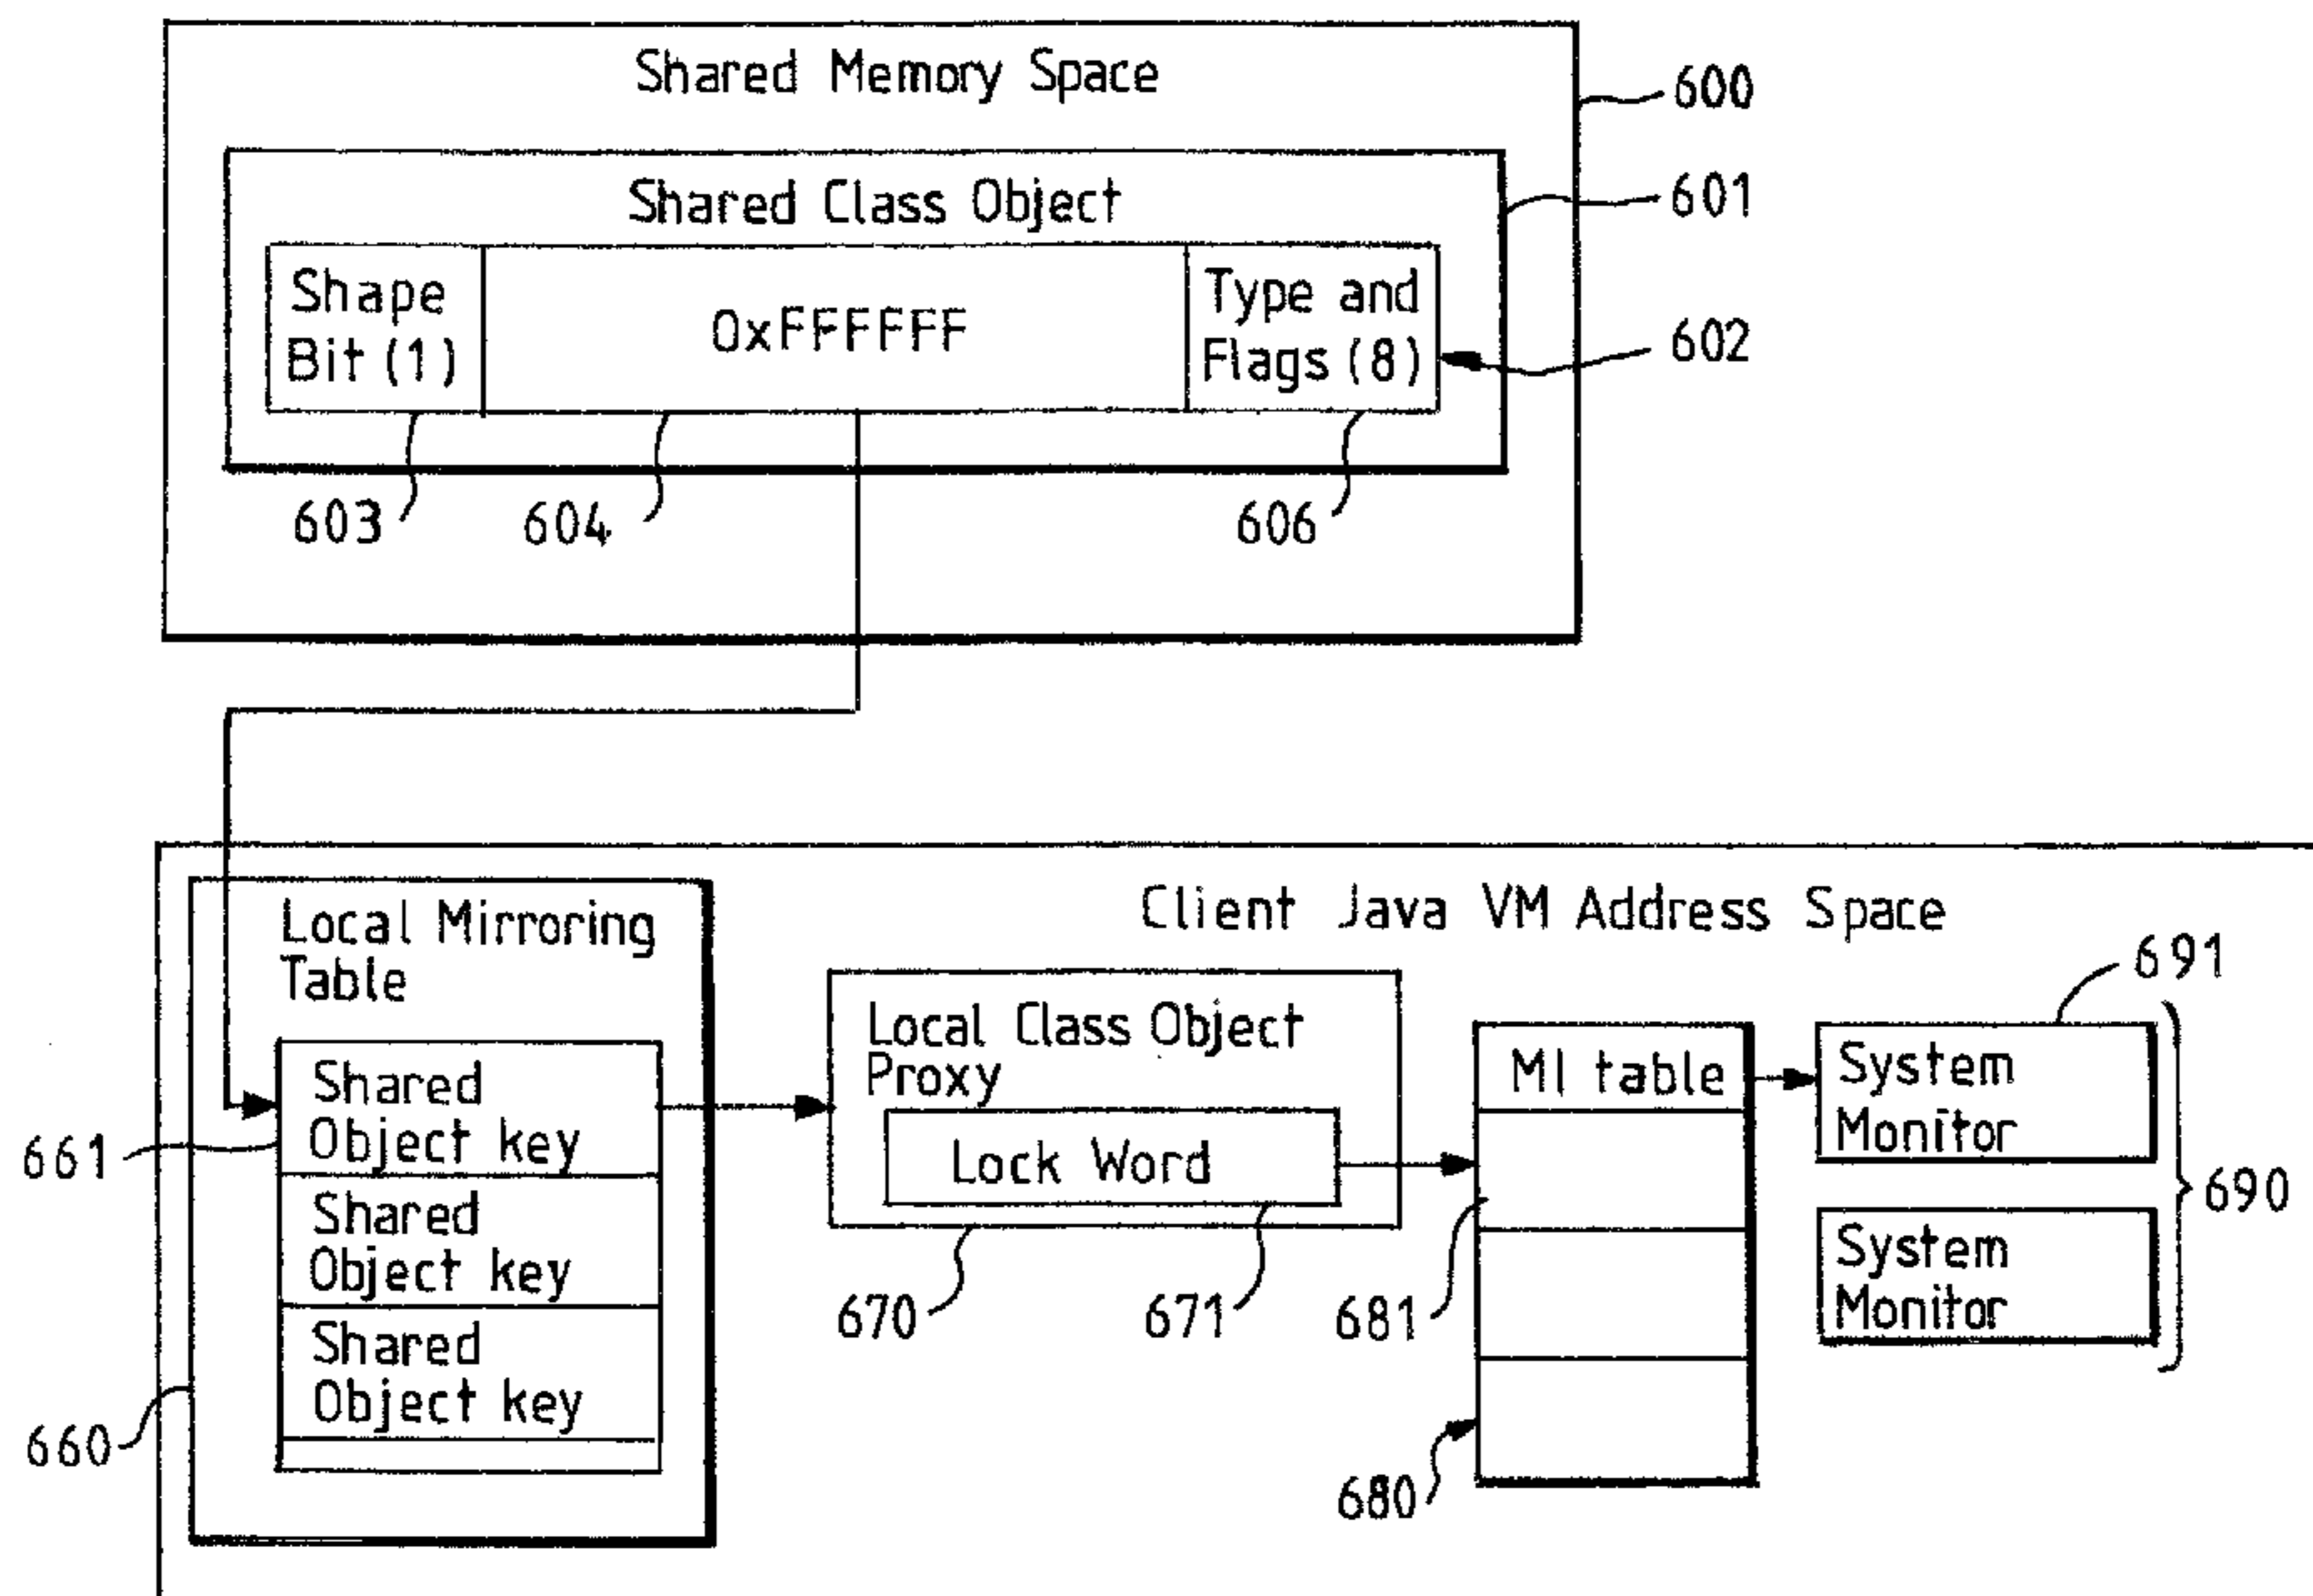 Shared Memory Space
600
Shared Class Object
601
Shape
Bit (1)
0xFFFFFF
Type and
Flags (8)
602
603
604
606
Client Java VM Address Space
Local Mirroring
Table
691
Local Class Object
Proxy
MI table
System
Monitor
Shared
Object key
661
Lock Word
690
Shared
Object key
System
Monitor
670
671
681
Shared
Object key
660
680